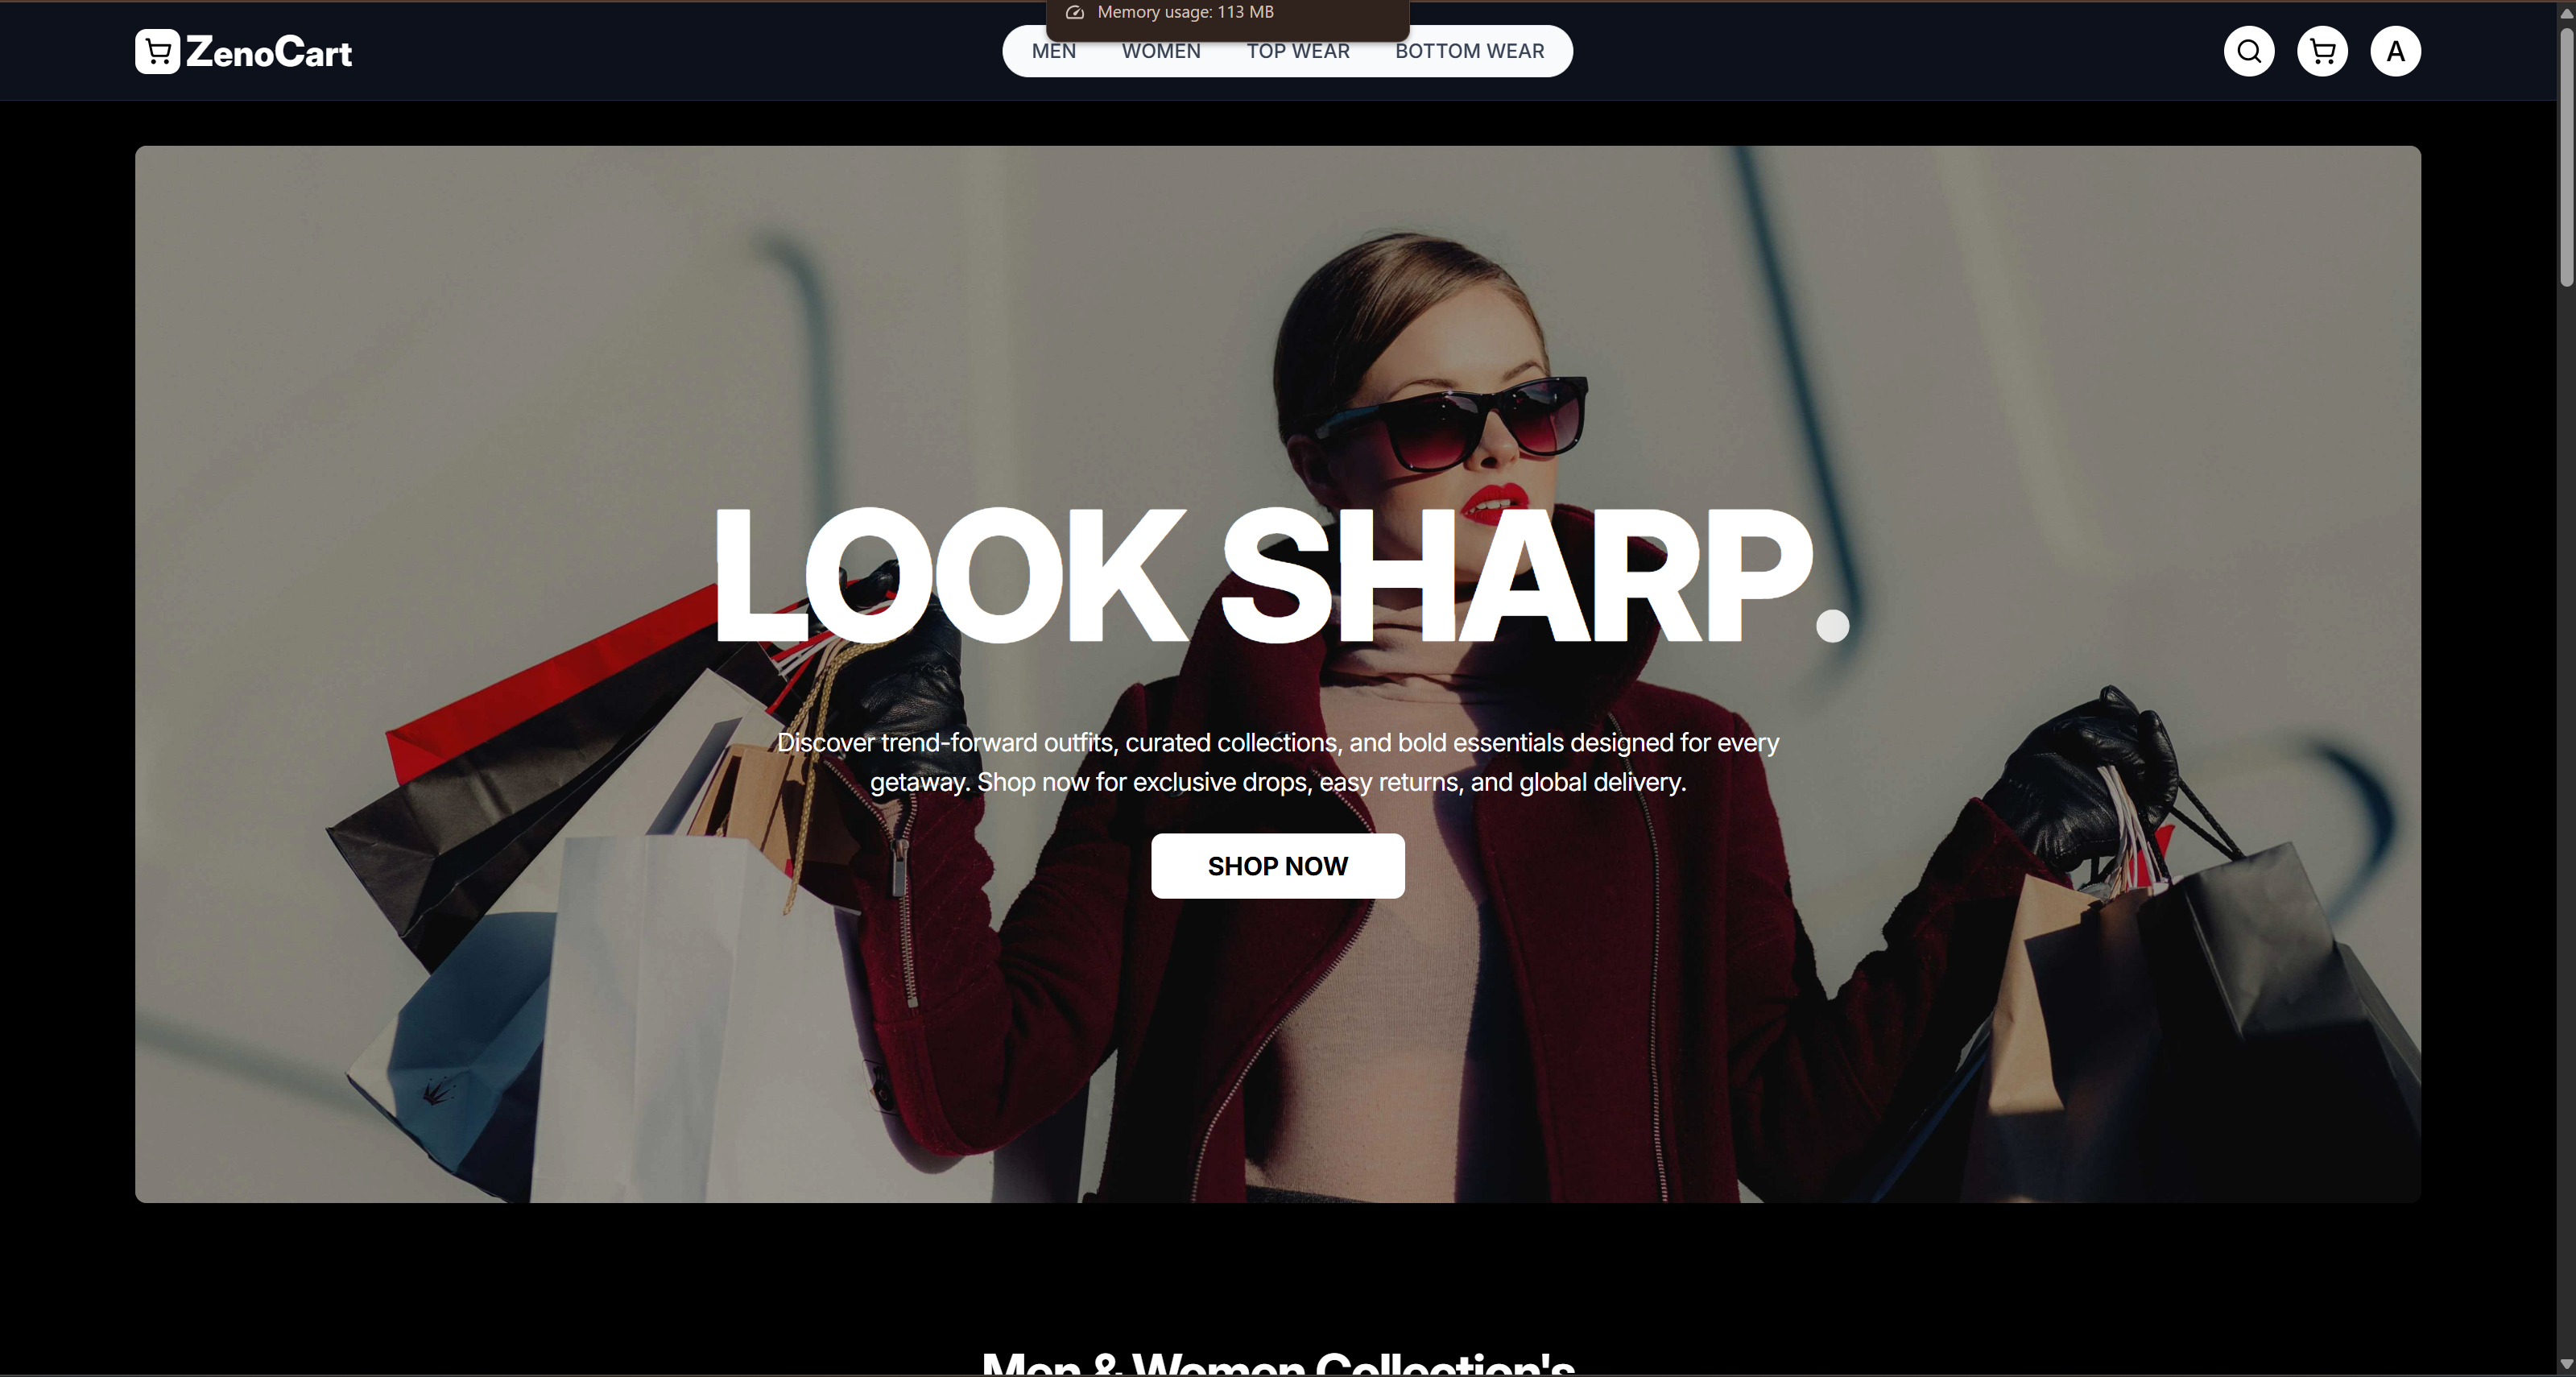 Memory usage: 113 MB
ZenoCart
MEN WOMEN TOP WEAR BOTTOM WEAR
A
LOOK SHARP.
Discover trend-forward outfits, curated collections, and bold essentials designed for every
getaway. Shop now for exclusive drops, easy returns, and global delivery.
SHOP NOW
Men & Women Collection's